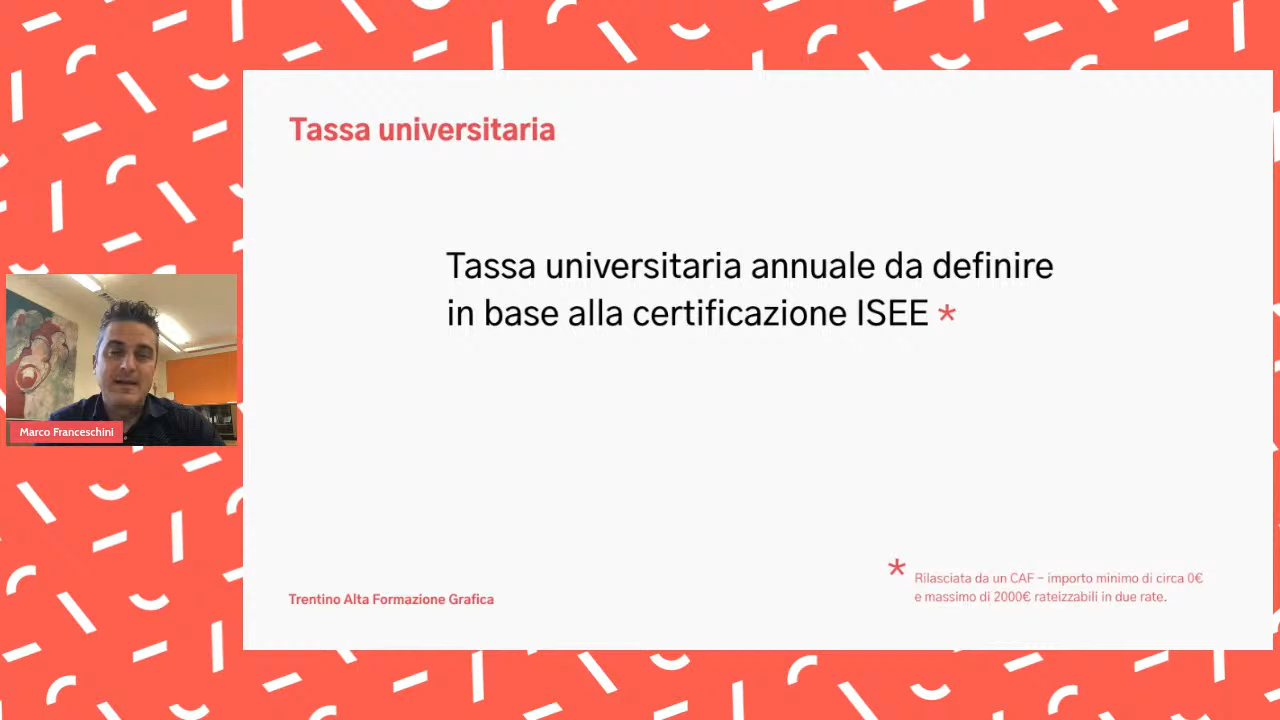 Tassa universitaria
Tassa universitaria annuale da definire
in base alla certificazione ISEE *
Marco Franceschini
* Rilasciata da un CAF – importo minimo di circa 0€
e massimo di 2000€ rateizzabili in due rate.
Trentino Alta Formazione Grafica